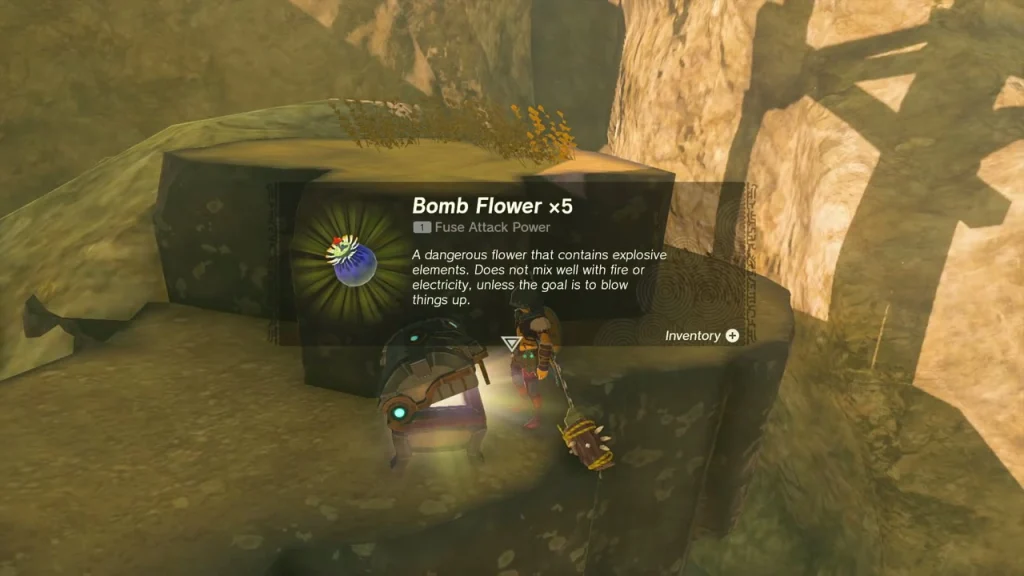 Bomb Flower ×5
1 Fuse Attack Power
A dangerous flower that contains explosive
elements. Does not mix well with fire or
electricity, unless the goal is to blow
things up.
Inventory